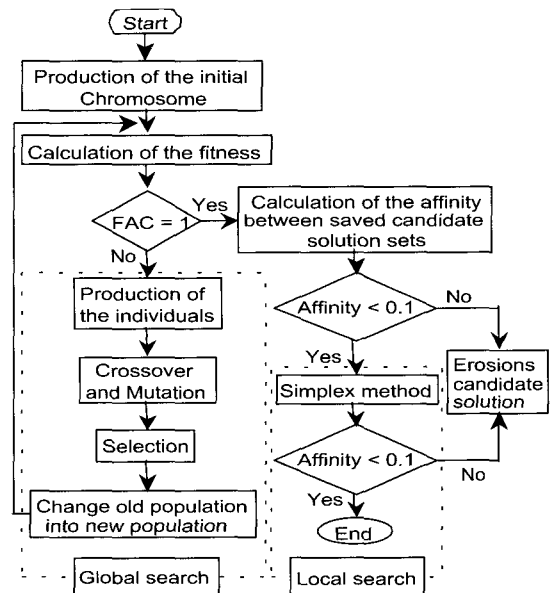 Start
Production of the initial
Chromosome
Calculation of the fitness
FAC = 1
Yes
No
Calculation of the affinity
between saved candidate
solution sets
Production of
the individuals
Affinity < 0.1
No
Yes
Crossover
and Mutation
Simplex method
Erosions
candidate
solution
Selection
Affinity < 0.1
No
Yes
Change old population
into new population
End
Global search
Local search